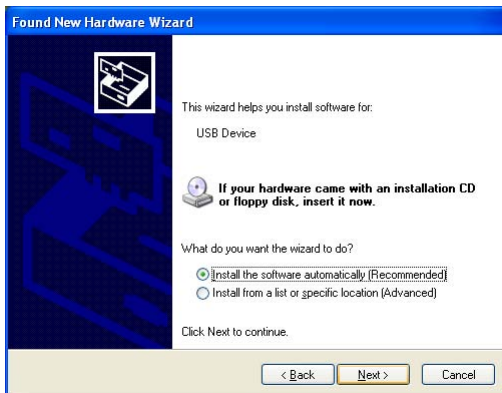 Found New Hardware Wizard
This wizard helps you install software for:
USB Device
If your hardware came with an installation CD
or floppy disk, insert it now.
What do you want the wizard to do?
Install the software automatically (Recommended)
Install from a list or specific location (Advanced)
Click Next to continue.
< Back Next > Cancel